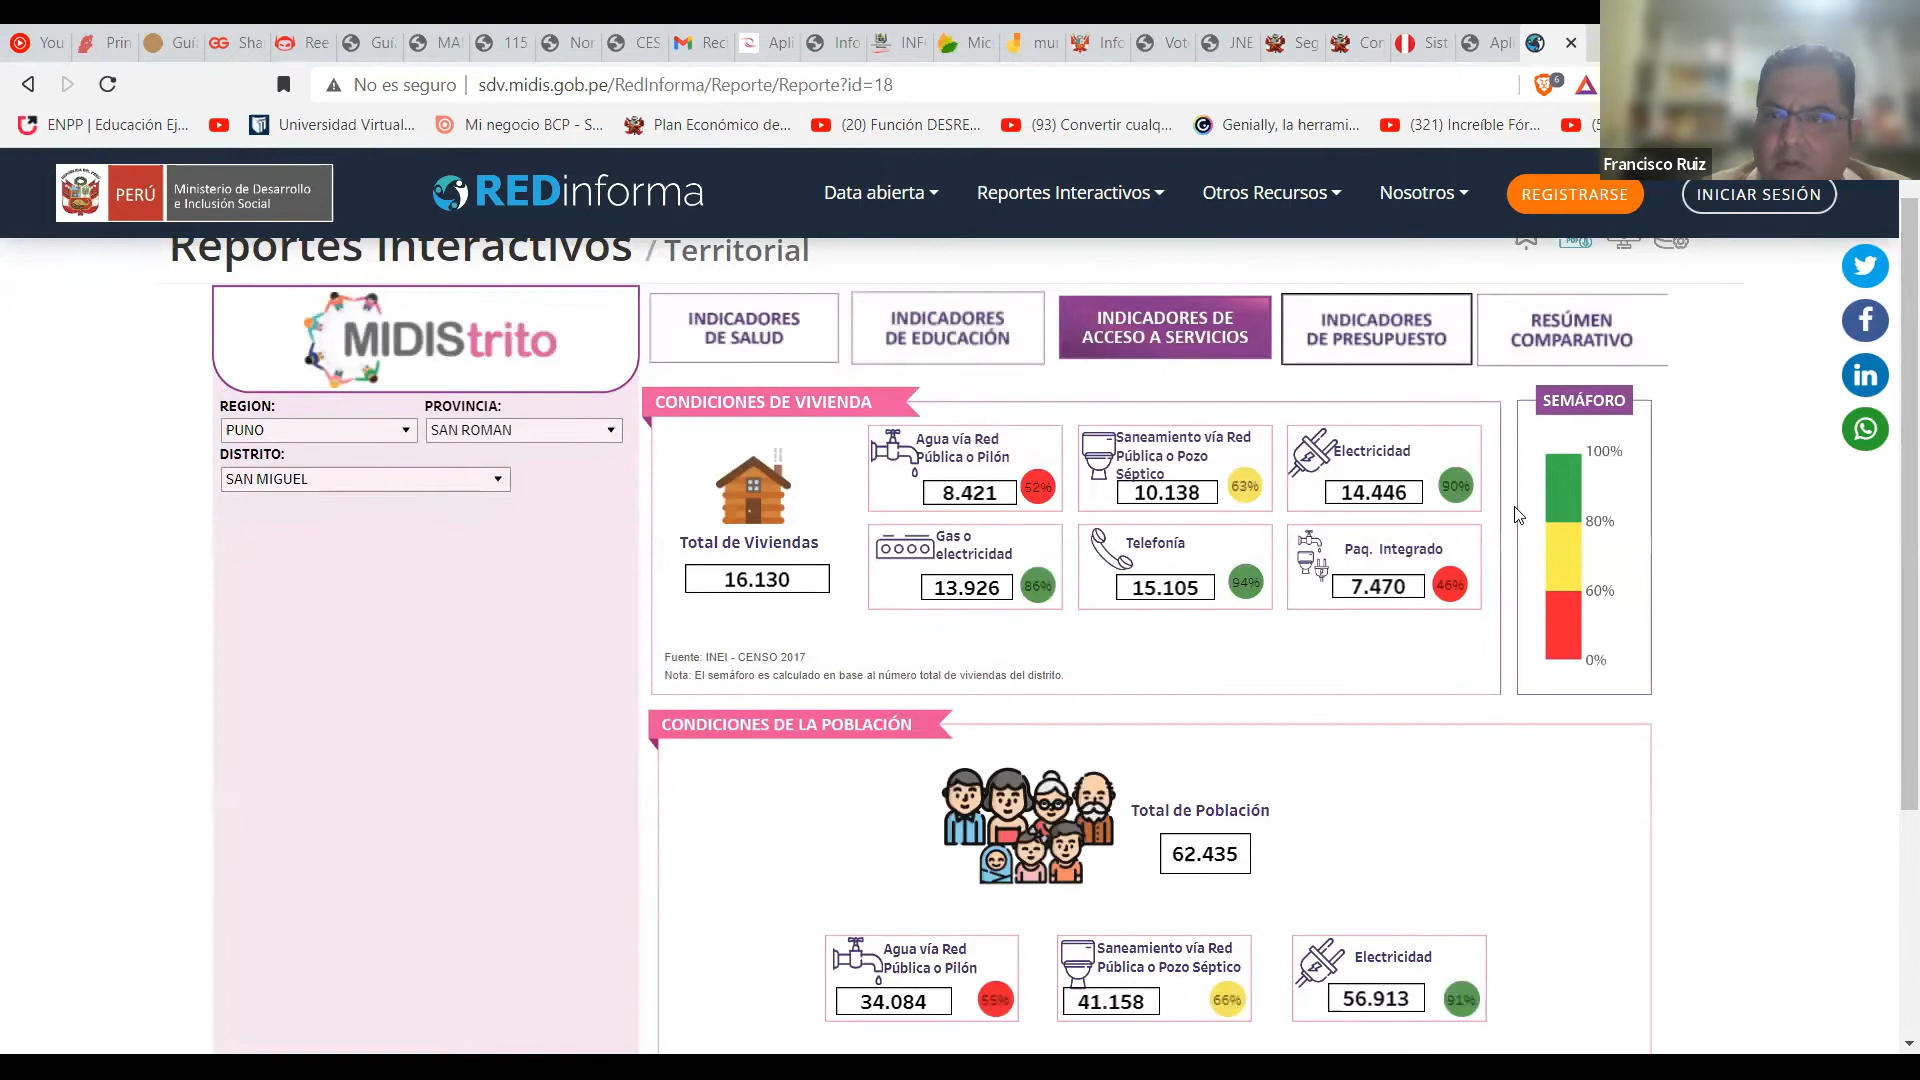 You
Prin
Guí
Sha
Ree
Guí
MA
115
Nor
CES
Rec
Apli
Info
INF
Mic
mu
Info
Vot
JNE
Seg
Cor
Sist
Apl
No es seguro
sdv.midis.gob.pe/RedInforma/Reporte/Reporte?id=18
6
ENPP | Educación Ej...
Universidad Virtual...
Mi negocio BCP - S...
Plan Económico de...
(20) Función DESRE...
(93) Convertir cualq...
Genially, la herrami...
(321) Increíble Fór...
Francisco Ruiz
PERÚ
Ministerio de Desarrollo
e Inclusión Social
REDinforma
Data abierta
Reportes Interactivos
Otros Recursos
Nosotros
REGISTRARSE
INICIAR SESIÓN
Reportes Interactivos / Territorial
MIDIStrito
INDICADORES
DE SALUD
INDICADORES
DE EDUCACIÓN
INDICADORES DE
ACCESO A SERVICIOS
INDICADORES
DE PRESUPUESTO
RESÚMEN
COMPARATIVO
REGION:
PUNO
PROVINCIA:
SAN ROMAN
DISTRITO:
SAN MIGUEL
CONDICIONES DE VIVIENDA
Total de Viviendas
16.130
Agua vía Red
Pública o Pilón
8.421
52%
Saneamiento vía Red
Pública o Pozo
Séptico
10.138
63%
Electricidad
14.446
90%
Gas o
electricidad
13.926
86%
Telefonía
15.105
94%
Paq. Integrado
7.470
46%
Fuente: INEI - CENSO 2017
Nota: El semáforo es calculado en base al número total de viviendas del distrito.
SEMÁFORO
100%
80%
60%
0%
CONDICIONES DE LA POBLACIÓN
Total de Población
62.435
Agua vía Red
Pública o Pilón
34.084
55%
Saneamiento vía Red
Pública o Pozo Séptico
41.158
66%
Electricidad
56.913
91%